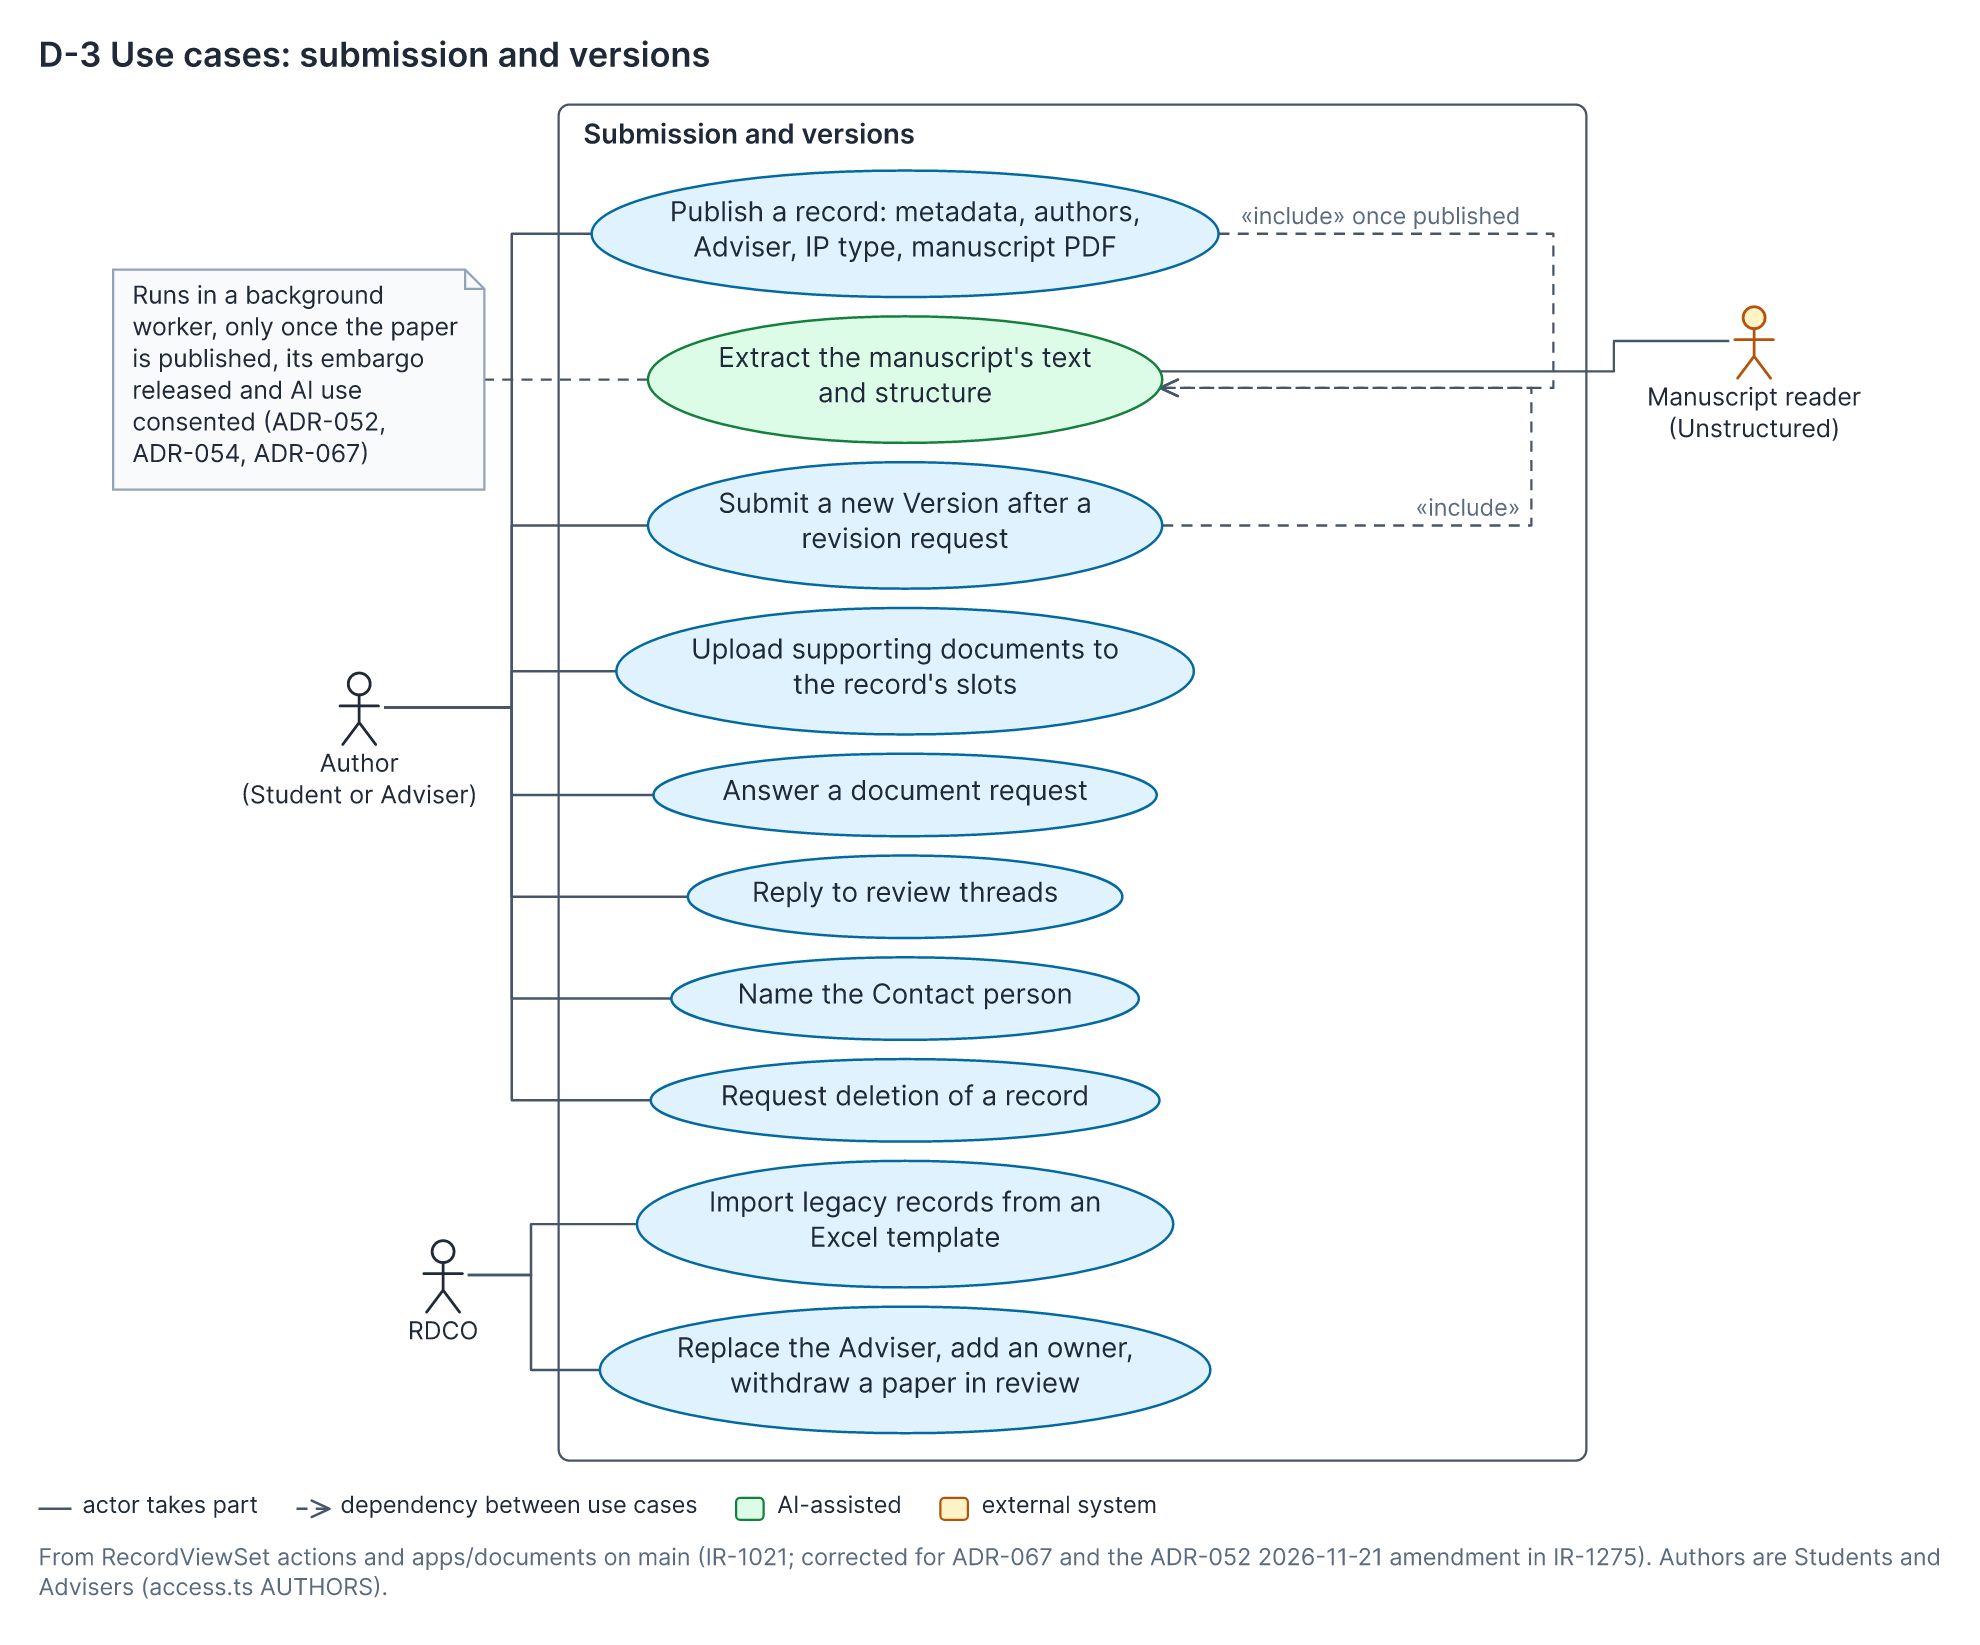 D-3 Use cases: submission and versions
Submission and versions
Publish a record: metadata, authors,
Adviser, IP type, manuscript PDF
«include» once published
Runs in a background
worker, only once the paper
is published, its embargo
released and AI use
consented (ADR-052,
ADR-054, ADR-067)
Extract the manuscript's text
and structure
Manuscript reader
(Unstructured)
Submit a new Version after a
revision request
«include»
Upload supporting documents to
the record's slots
Author
(Student or Adviser)
Answer a document request
Reply to review threads
Name the Contact person
Request deletion of a record
Import legacy records from an
Excel template
RDCO
Replace the Adviser, add an owner,
withdraw a paper in review
actor takes part
dependency between use cases
AI-assisted
external system
From RecordViewSet actions and apps/documents on main (IR-1021; corrected for ADR-067 and the ADR-052 2026-11-21 amendment in IR-1275). Authors are Students and
Advisers (access.ts AUTHORS).